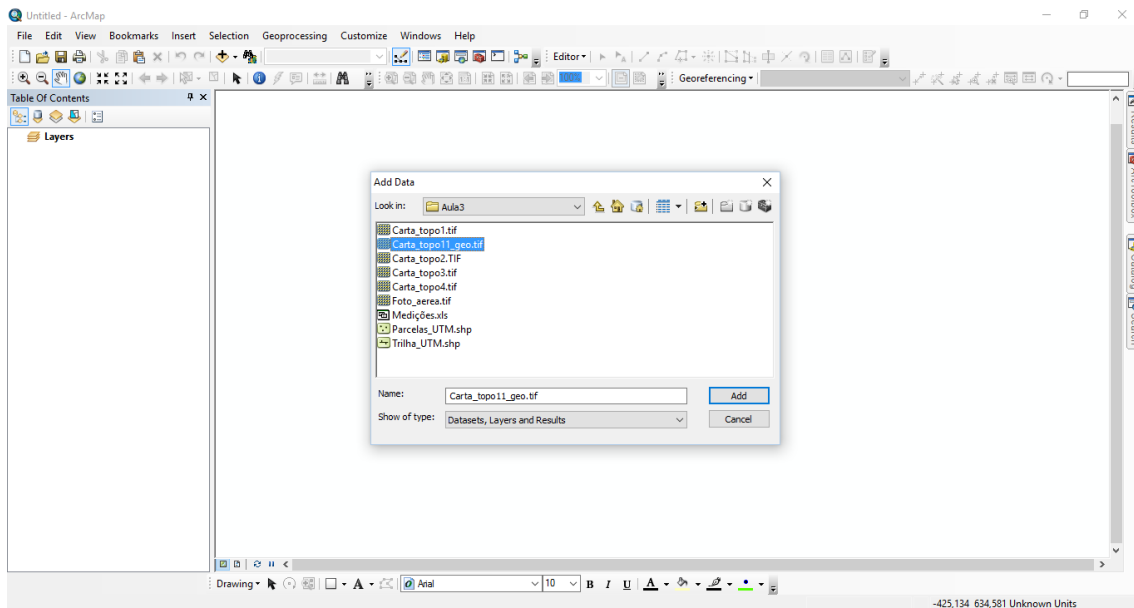 Untitled - ArcMap
File Edit View Bookmarks Insert Selection Geoprocessing Customize Windows Help
Editor
100% Georeferencing
Table Of Contents
Layers
Add Data
Look in: Aula3
Carta_topo1.tif
Carta_topo11_geo.tif
Carta_topo2.TIF
Carta_topo3.tif
Carta_topo4.tif
Foto_aerea.tif
Medições.xls
Parcelas_UTM.shp
Trilha_UTM.shp
Name: Carta_topo11_geo.tif Add
Show of type: Datasets, Layers and Results Cancel
Drawing A Arial 10 B I U A
-425,134 634,581 Unknown Units